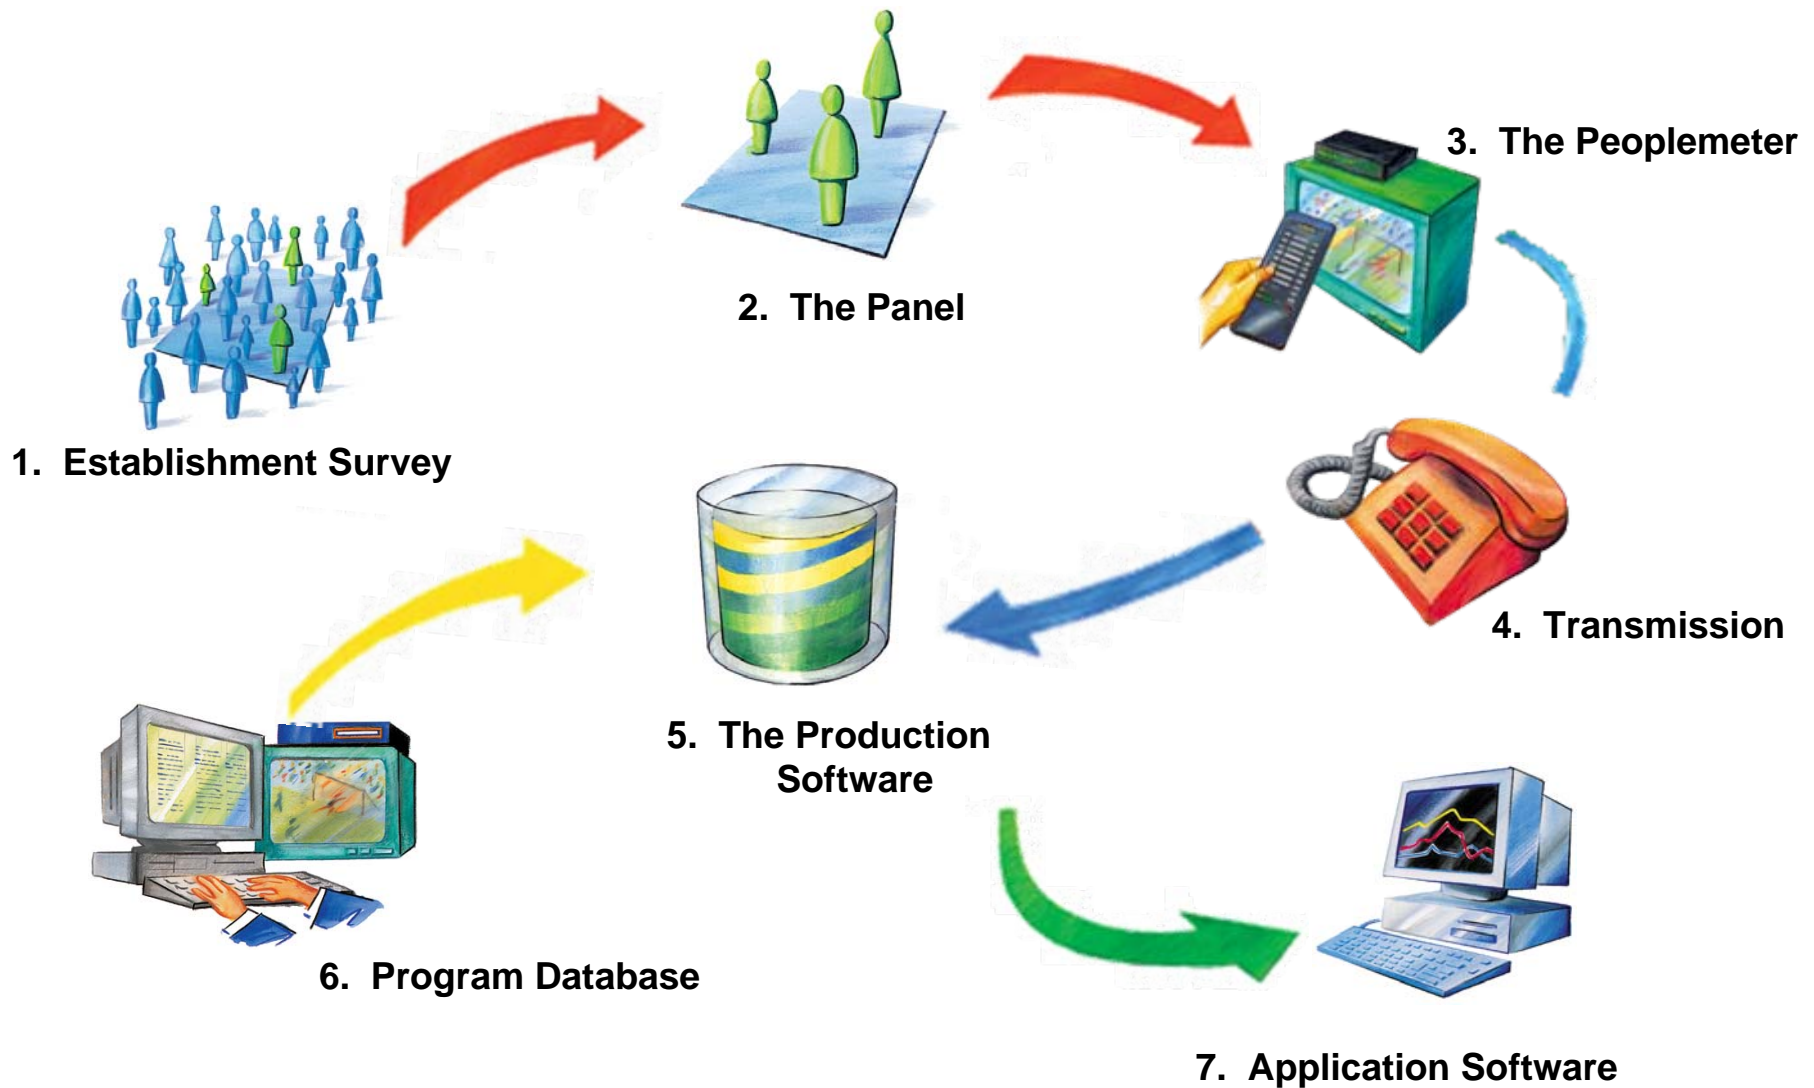 1. Establishment Survey
2. The Panel
3. The Peoplemeter
4. Transmission
5. The Production
Software
6. Program Database
7. Application Software